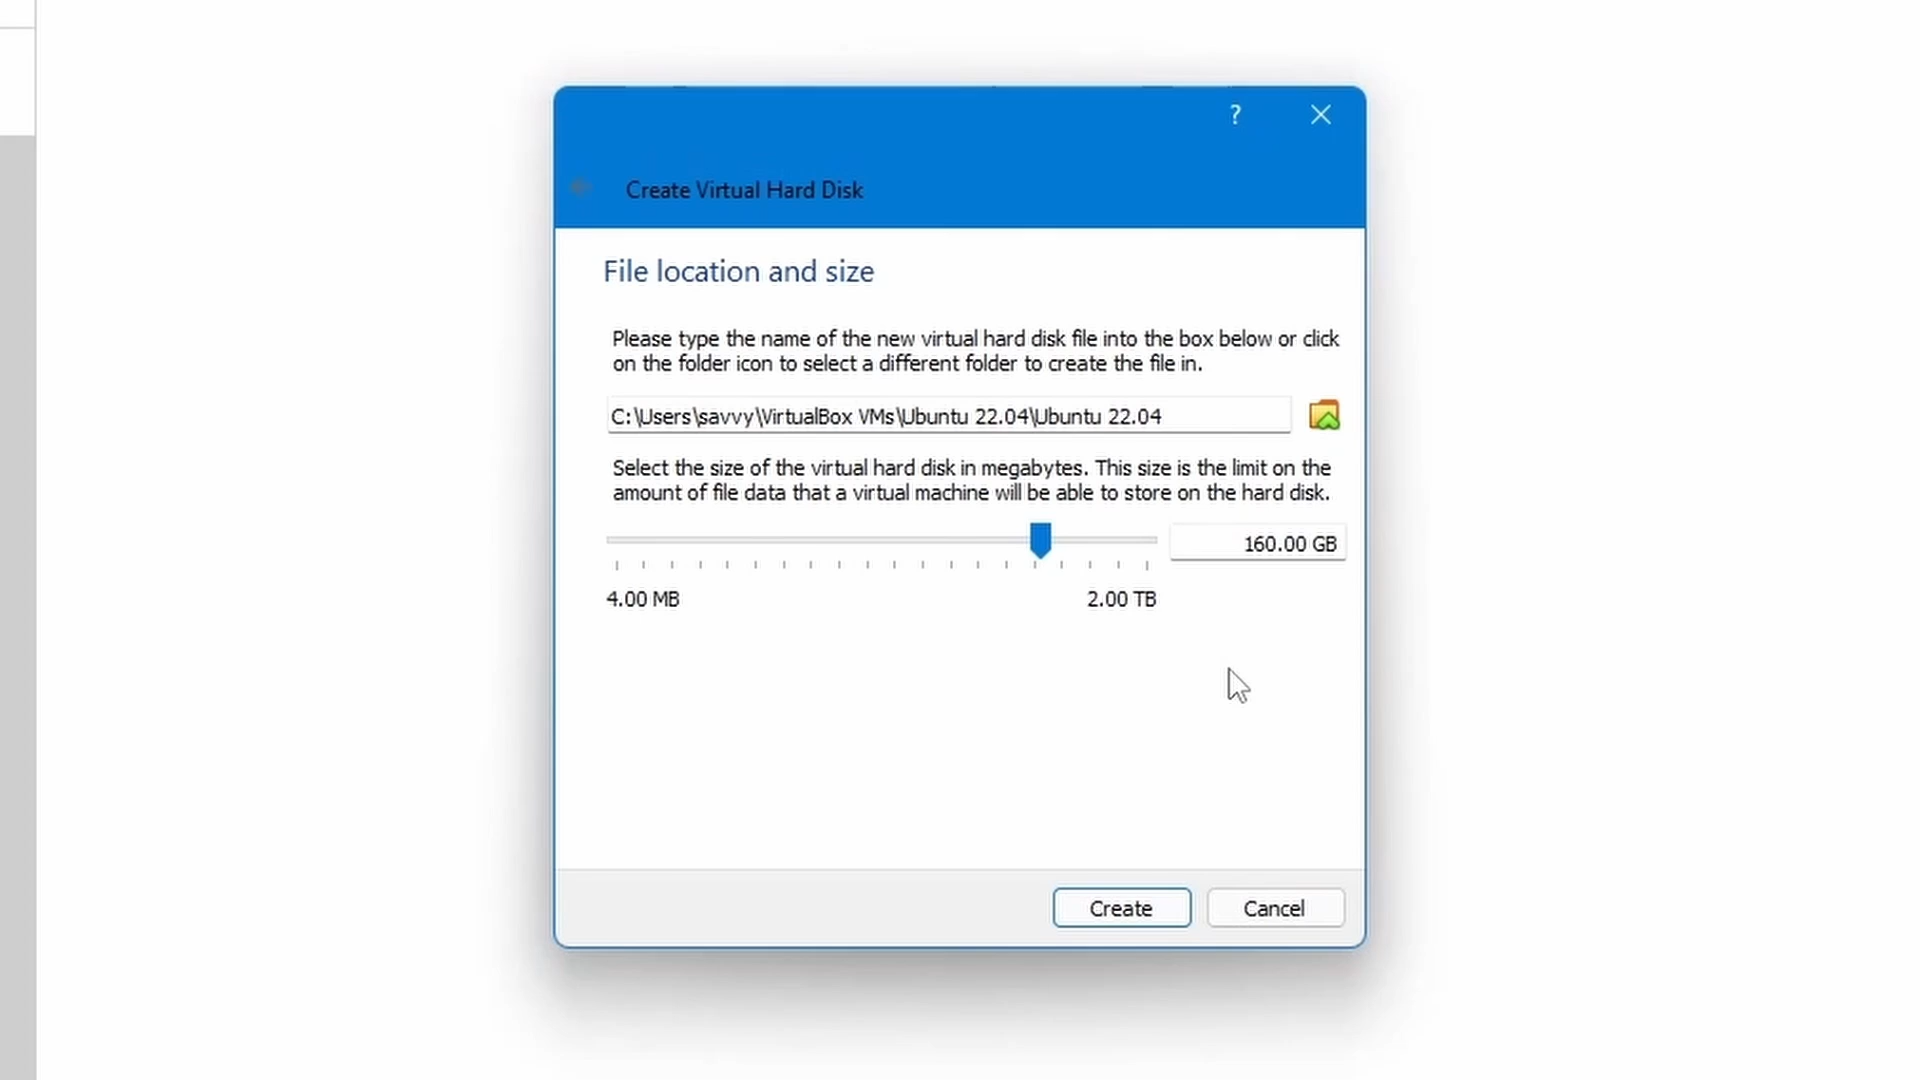 ?
Create Virtual Hard Disk
File location and size
Please type the name of the new virtual hard disk file into the box below or click
on the folder icon to select a different folder to create the file in.
C:\Users\savvy\VirtualBox VMs\Ubuntu 22.04\Ubuntu 22.04
Select the size of the virtual hard disk in megabytes. This size is the limit on the
amount of file data that a virtual machine will be able to store on the hard disk.
160.00 GB
4.00 MB 2.00 TB
Create Cancel